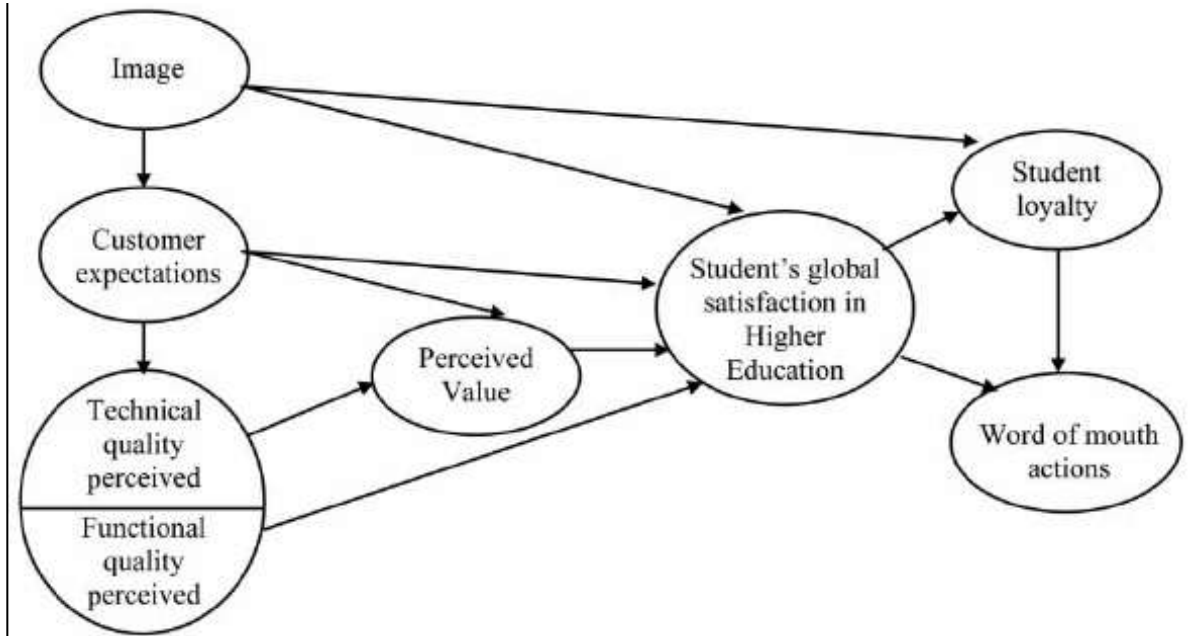 Image
Customer
expectations
Technical
quality
perceived
Functional
quality
perceived
Perceived
Value
Student’s global
satisfaction in
Higher
Education
Student
loyalty
Word of mouth
actions